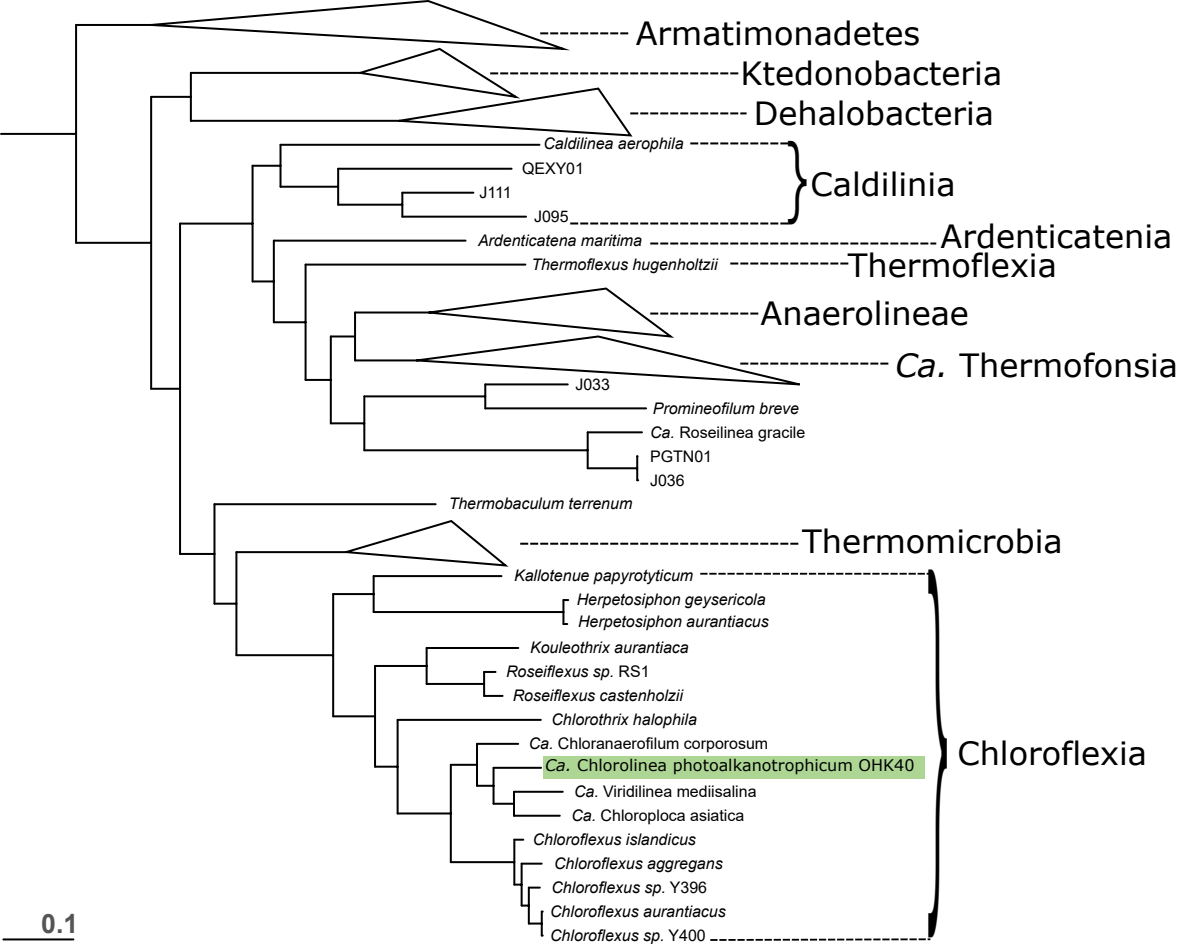 Armatimonadetes
Ktedonobacteria
Dehalobacteria
Caldilinea aerophila
QEXY01
Caldilinia
J111
J095
Ardenticatena maritima
Ardenticatenia
Thermoflexus hugenholtzii
Thermoflexia
Anaerolineae
Ca. Thermofonsia
J033
Promineofilum breve
Ca. Roseilinea gracile
PGTN01
J036
Thermobaculum terrenum
Thermomicrobia
Kallotenue papyrotyticum
Herpetosiphon geysericola
Herpetosiphon aurantiacus
Kouleothrix aurantiaca
Roseiflexus sp. RS1
Roseiflexus castenholzii
Chlorothrix halophila
Ca. Chloranaerofilum corporosum
Chloroflexia
Ca. Chlorolinea photoalkanotrophicum OHK40
Ca. Viridilinea mediisalina
Ca. Chloroploca asiatica
Chloroflexus islandicus
Chloroflexus aggregans
Chloroflexus sp. Y396
Chloroflexus aurantiacus
Chloroflexus sp. Y400
0.1